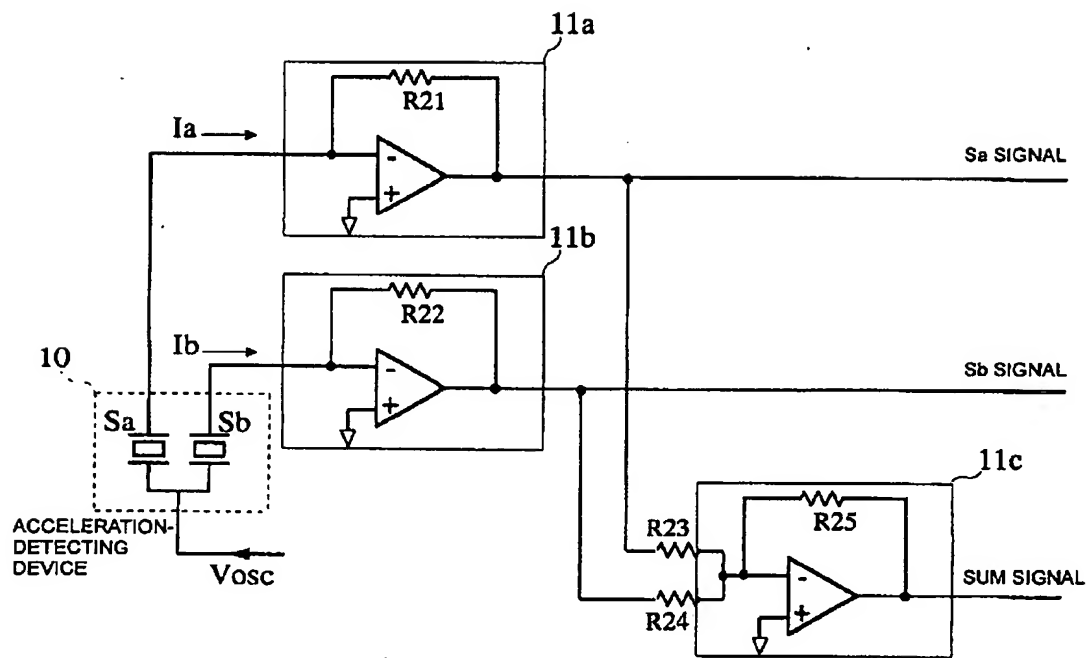 11a
R21
Ia
Sa SIGNAL
-
+
11b
R22
Ib
Sb SIGNAL
-
+
10
Sa
Sb
11c
R25
R23
ACCELERATION-
DETECTING
DEVICE
VOSC
-
SUM SIGNAL
R24
+